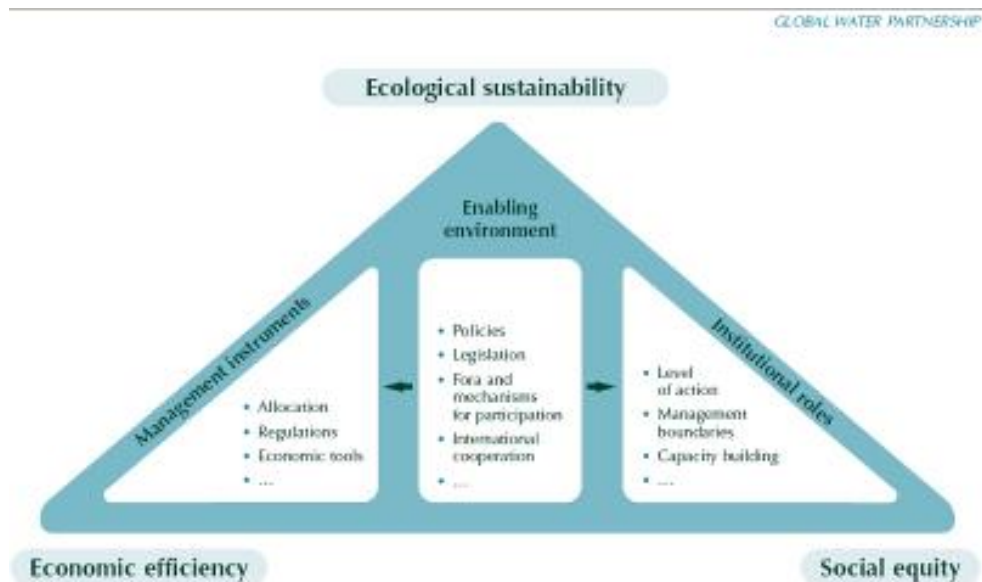 GLOBAL WATER PARTNERSHIP
Ecological sustainability
Enabling
environment
Management instruments
• Allocation
• Regulations
• Economic tools
• ...
• Policies
• Legislation
• Fora and
mechanisms
for participation
• International
cooperation
• ...
Institutional roles
• Level
of action
• Management
boundaries
• Capacity building
• ...
Economic efficiency
Social equity